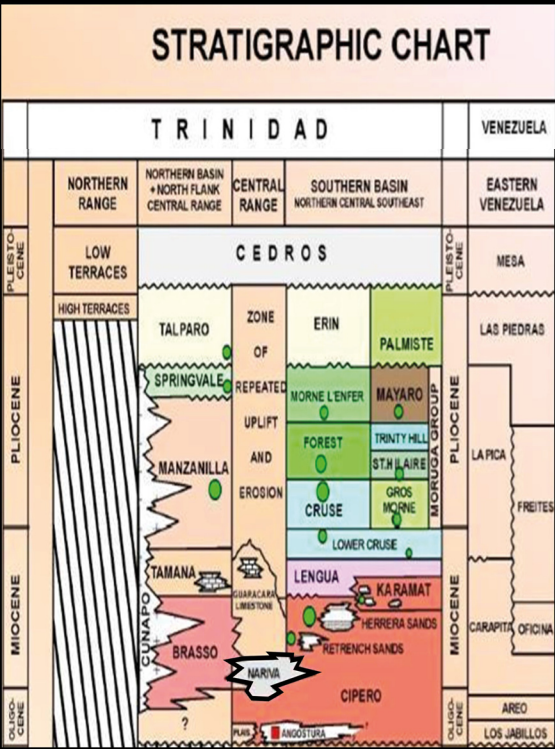 STRATIGRAPHIC CHART
TRINIDAD
VENEZUELA
NORTHERN
RANGE
NORTHERN BASIN
+ NORTH FLANK
CENTRAL RANGE
CENTRAL
RANGE
SOUTHERN BASIN
NORTHERN CENTRAL SOUTHEAST
EASTERN
VENEZUELA
PLEISTO-
CENE
LOW
TERRACES
CEDROS
PLEISTO-
CENE
MESA
HIGH TERRACES
TALPARO
ZONE
OF
REPEATED
UPLIFT
AND
EROSION
ERIN
PALMISTE
LAS PIEDRAS
PLIOCENE
SPRINGVALE
MORNE L'ENFER
MAYARO
MORUGA GROUP
PLIOCENE
FOREST
TRINTY HILL
ST.HILAIRE
LA PICA
MANZANILLA
CRUSE
GROS
MORNE
FREITES
LOWER CRUSE
MIOCENE
CUNAPO
TAMANA
GUARACARA
LIMESTONE
LENGUA
KARAMAT
MIOCENE
HERRERA SANDS
CARAPITA
OFICINA
BRASSO
RETRENCH SANDS
NARIVA
CIPERO
OLIGO-
CENE
?
PLAIS.
ANGOSTURA
?
OLIGO-
CENE
AREO
LOS JABILLOS